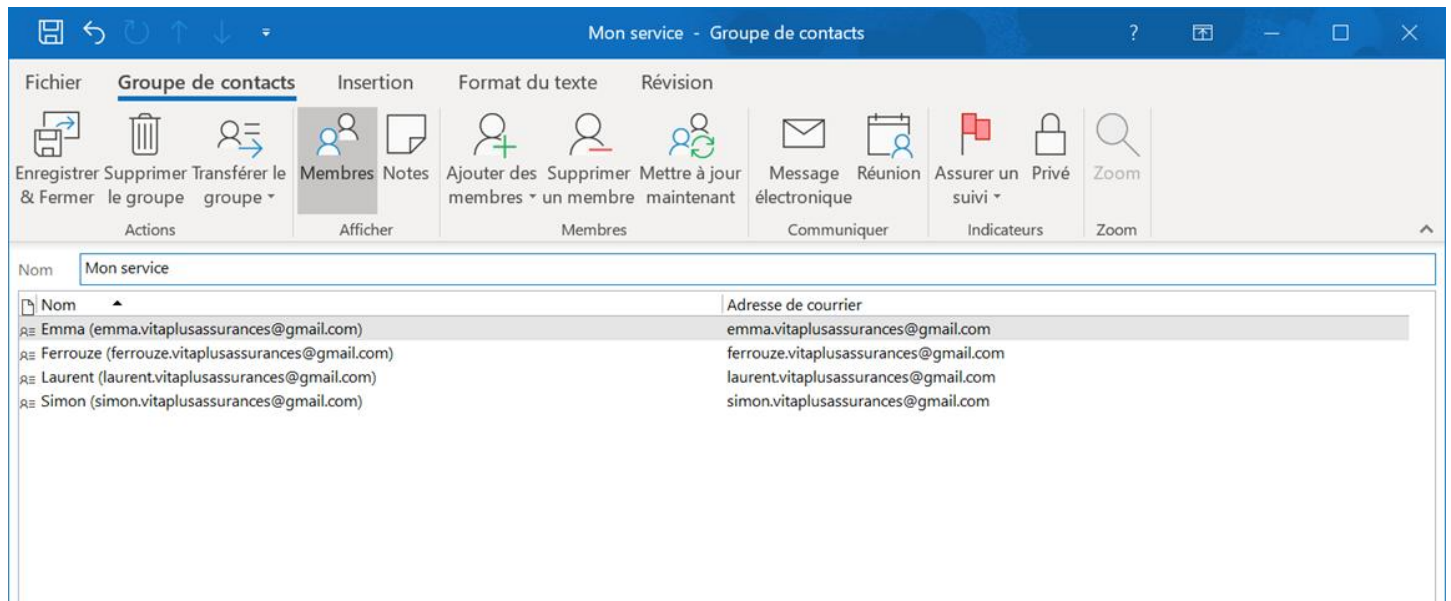 Mon service - Groupe de contacts ?
Fichier Groupe de contacts Insertion Format du texte Révision
Enregistrer Supprimer Transférer le Membres Notes Ajouter des Supprimer Mettre à jour Message Réunion Assurer un Privé Zoom
& Fermer le groupe groupe membres un membre maintenant électronique suivi
Actions Afficher Membres Communiquer Indicateurs Zoom
Nom Mon service
Nom Adresse de courrier
Emma (emma.vitaplusassurances@gmail.com) emma.vitaplusassurances@gmail.com
Ferrouze (ferrouze.vitaplusassurances@gmail.com) ferrouze.vitaplusassurances@gmail.com
Laurent (laurent.vitaplusassurances@gmail.com) laurent.vitaplusassurances@gmail.com
Simon (simon.vitaplusassurances@gmail.com) simon.vitaplusassurances@gmail.com